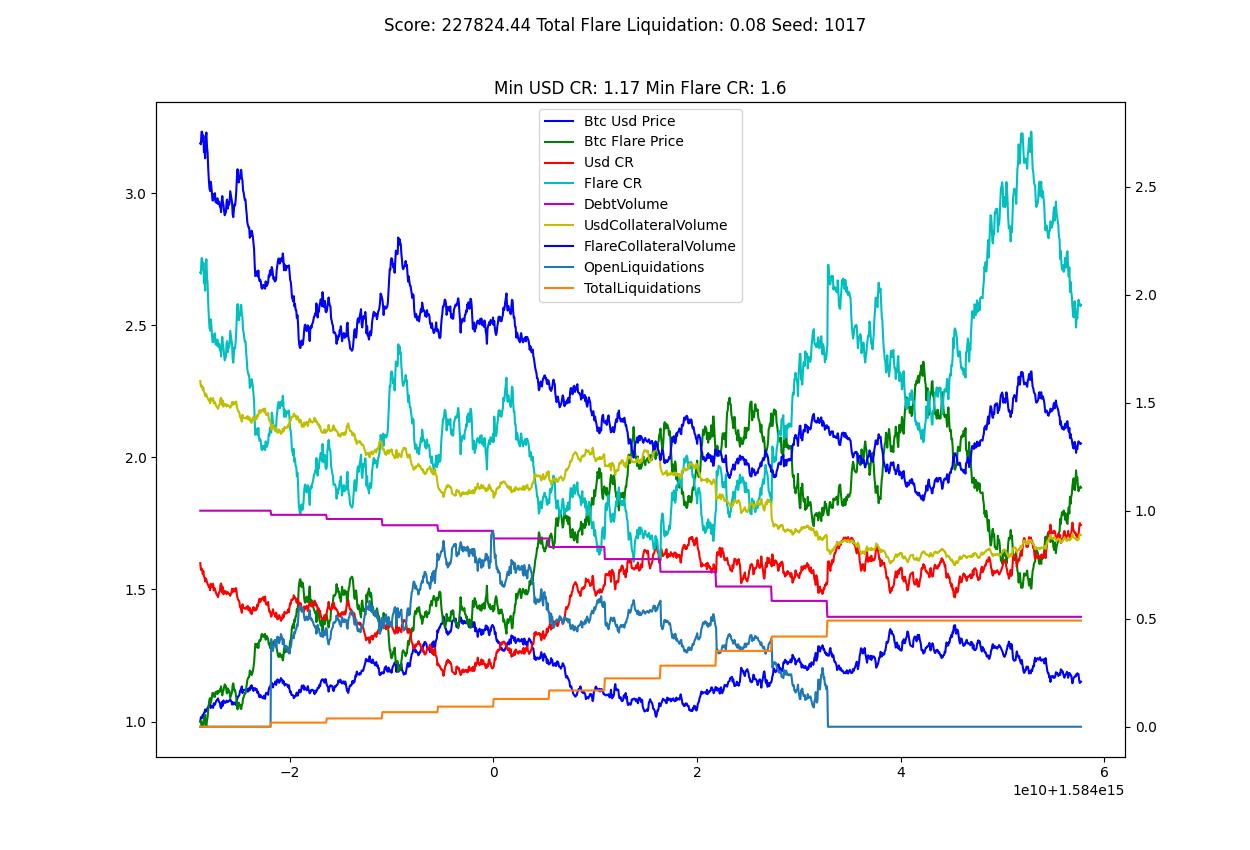 Score: 227824.44 Total Flare Liquidation: 0.08 Seed: 1017
Min USD CR: 1.17 Min Flare CR: 1.6
Btc Usd Price
Btc Flare Price
Usd CR
Flare CR
DebtVolume
UsdCollateralVolume
FlareCollateralVolume
OpenLiquidations
TotalLiquidations
3.0
2.5
2.0
1.5
1.0
2.5
2.0
1.5
1.0
0.5
0.0
−2 0 2 4 6
1e10+1.584e15